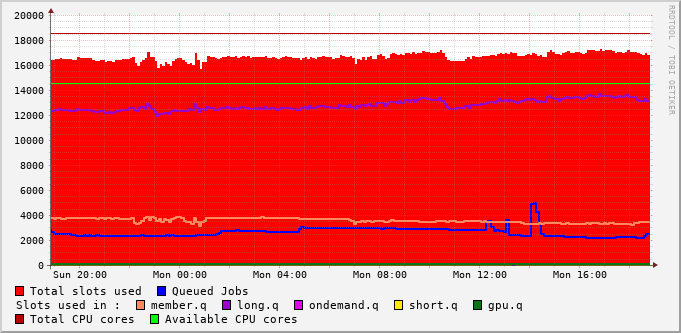 20000
18000
16000
14000
12000
10000
8000
6000
4000
2000
0
Sun 20:00 Mon 00:00 Mon 04:00 Mon 08:00 Mon 12:00 Mon 16:00
Total slots used Queued Jobs
Slots used in : member.q long.q ondemand.q short.q gpu.q
Total CPU cores Available CPU cores
RRDTOOL / TOBI OETIKER